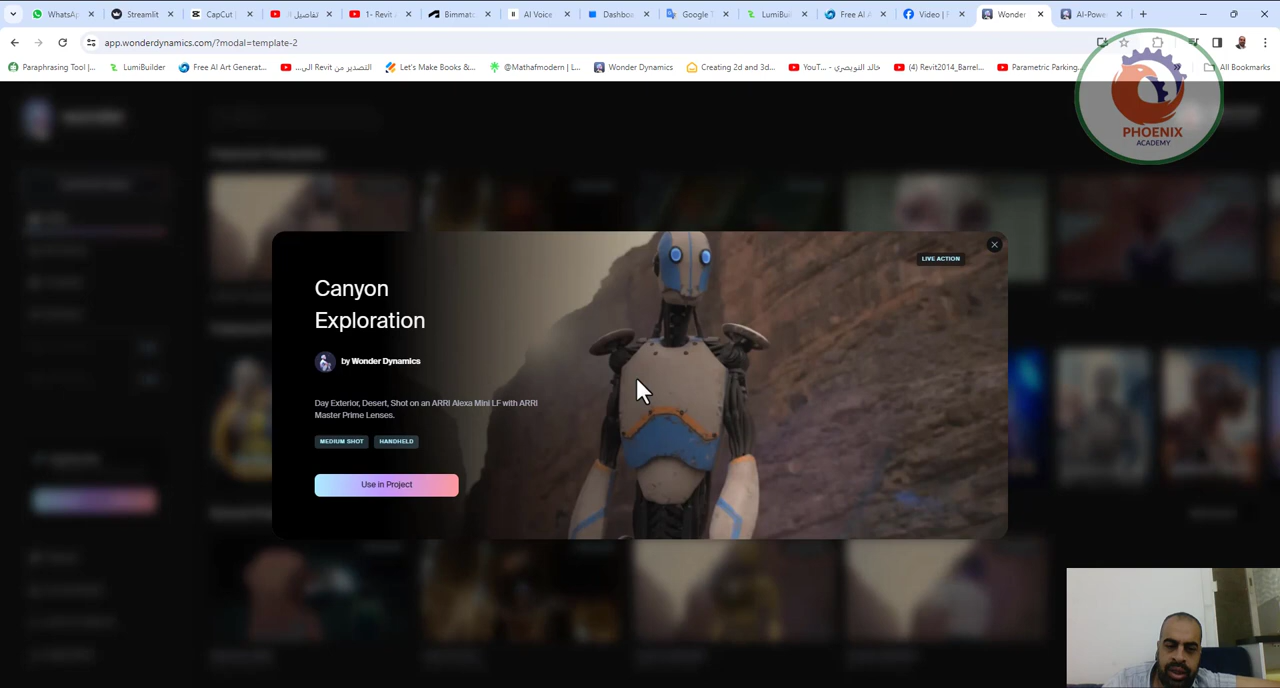 WhatsA
Streamlit
CapCut
تفاصيل ال
1- Revit
Bimmato
AI Voice
Dashbo
Google T
LumiBui
Free AI
Video | F
Wonder
AI-Powe
app.wonderdynamics.com/?modal=template-2
Paraphrasing Tool |...
LumiBuilder
Free AI Art Generat...
التصدير من Revit الى...
Let's Make Books &...
@Mathafmodern | L...
Wonder Dynamics
Creating 2d and 3d...
خالد القويصري - YouT...
(4) Revit2014_Barrel...
Parametric Parking...
All Bookmarks
PHOENIX
ACADEMY
LIVE ACTION
Canyon
Exploration
by Wonder Dynamics
Day Exterior, Desert, Shot on an ARRI Alexa Mini LF with ARRI
Master Prime Lenses.
MEDIUM SHOT
HANDHELD
Use in Project